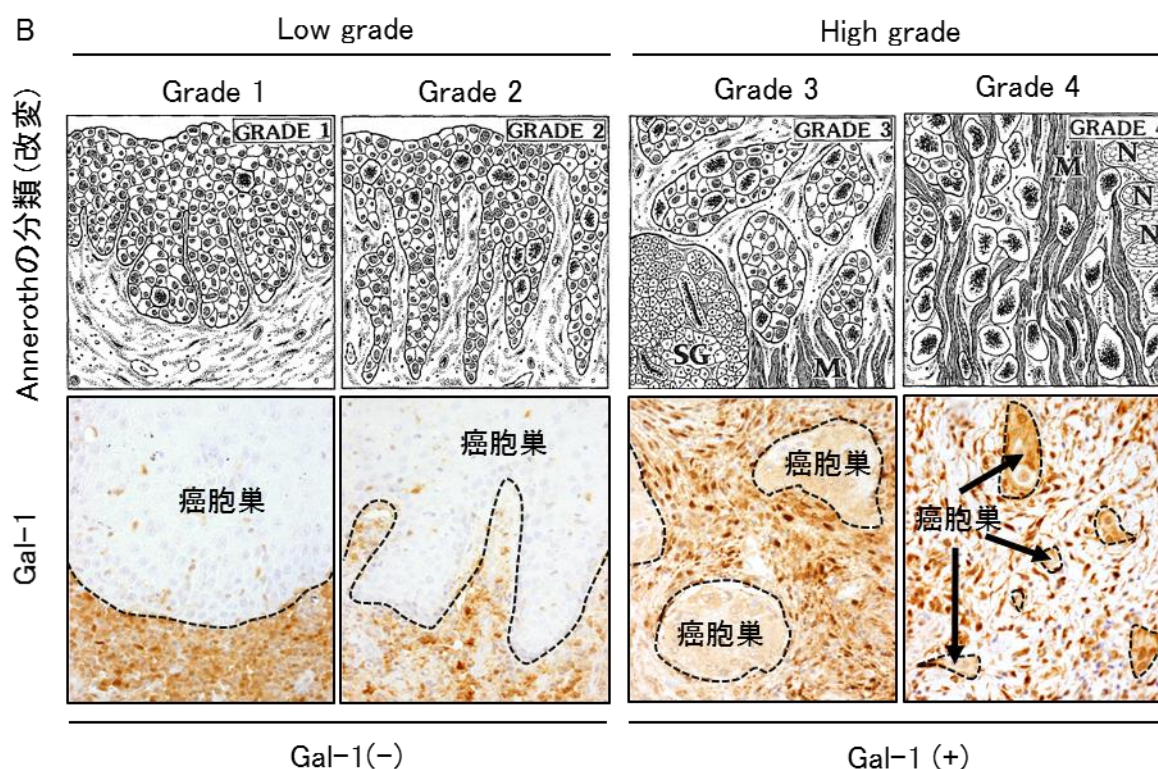 B
Low grade
High grade
Grade 1
Grade 2
Grade 3
Grade 4
Annerothの分類(改変)
GRADE 1
GRADE 2
GRADE 3
GRADE 4
M
N
N
N
SG
M
Gal-1
癌胞巣
癌胞巣
癌胞巣
癌胞巣
癌胞巣
Gal-1(-)
Gal-1 (+)